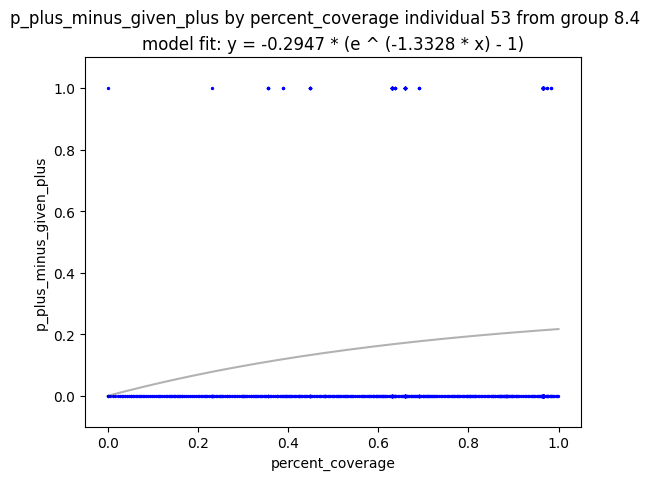 p_plus_minus_given_plus by percent_coverage individual 53 from group 8.4
model fit: y = -0.2947 * (e ^ (-1.3328 * x) - 1)
p_plus_minus_given_plus
1.0
0.8
0.6
0.4
0.2
0.0
0.0 0.2 0.4 0.6 0.8 1.0
percent_coverage